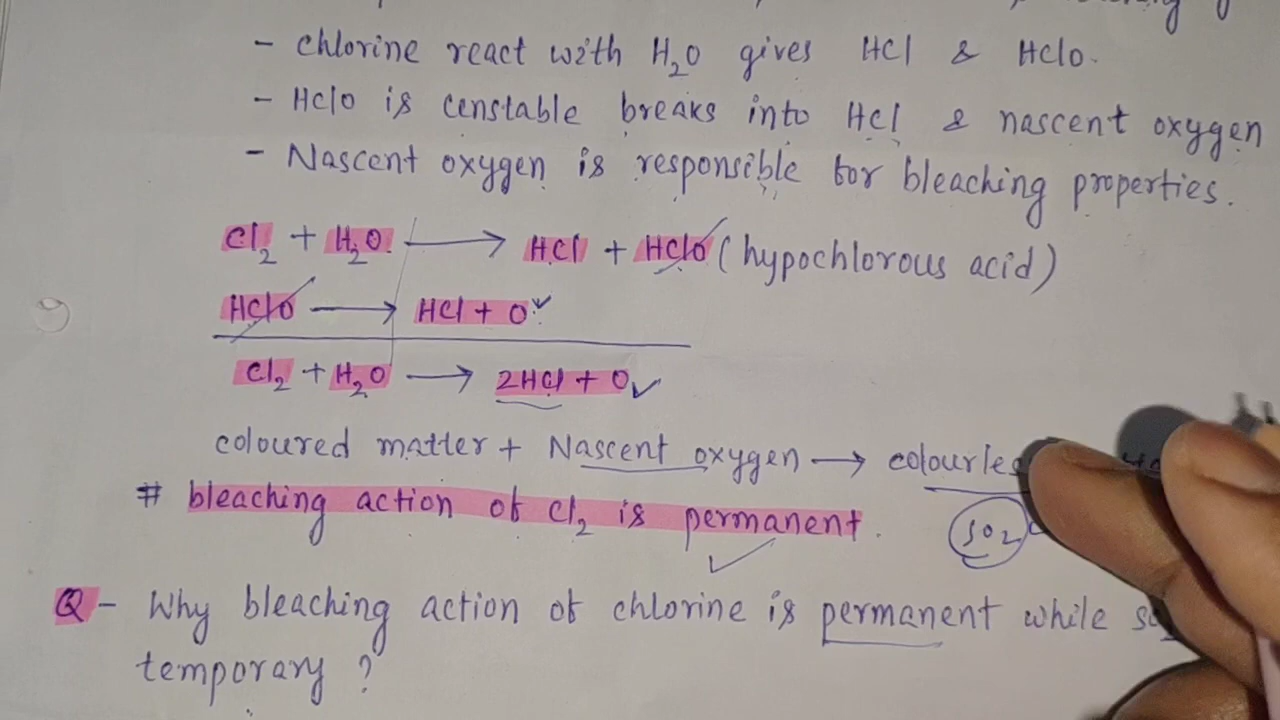 - Chlorine react with H₂O gives HCl & HClO.
- HClO is unstable breaks into HCl & nascent oxygen
- Nascent oxygen is responsible for bleaching properties.
Cl₂ + H₂O → HCl + HClO (hypochlorous acid)
HClO → HCl + O ✓
Cl₂ + H₂O → 2HCl + O ✓
coloured matter + Nascent oxygen →
# bleaching action of Cl₂ is permanent.
SO₂
Q - Why bleaching action of chlorine is permanent while
temporary ?